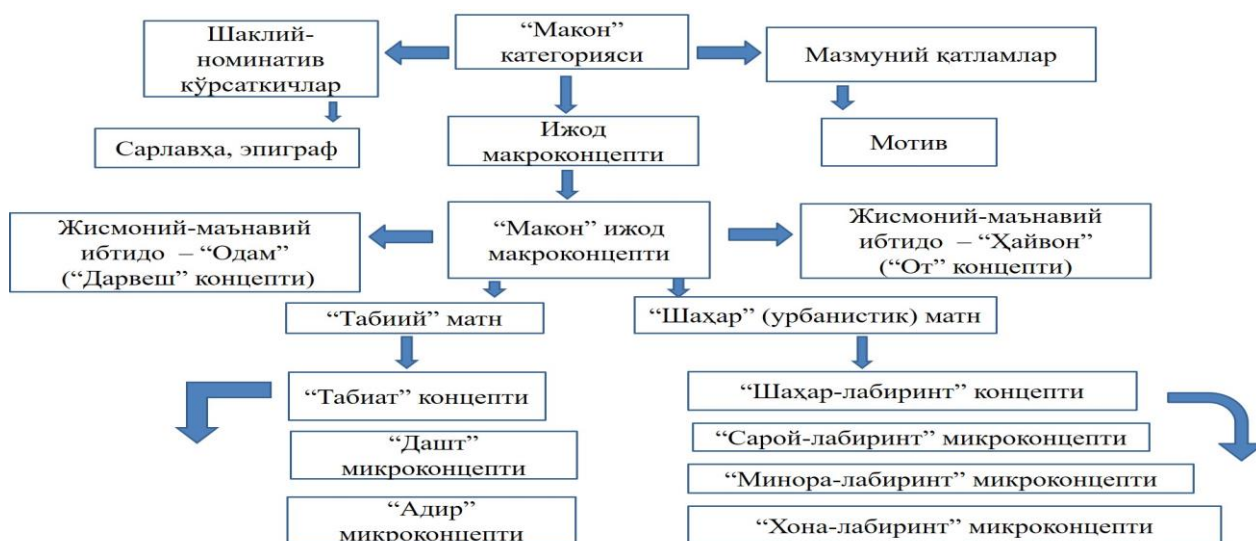 Шаклий-
номинатив
кўрсаткичлар
“Макон”
категорияси
Мазмуний қатламлар
Сарлавҳа, эпиграф
Ижод
макроконцепти
Мотив
Жисмоний-маънавий
ибтидо – “Одам”
(“Дарвеш” концепти)
“Макон” ижод
макроконцепти
Жисмоний-маънавий
ибтидо – “Ҳайвон”
(“От” концепти)
“Табиий” матн
“Шаҳар” (урбанистик) матн
“Табиат” концепти
“Шаҳар-лабиринт” концепти
“Дашт”
микроконцепти
“Сарой-лабиринт” микроконцепти
“Минора-лабиринт” микроконцепти
“Адир”
микроконцепти
“Хона-лабиринт” микроконцепти